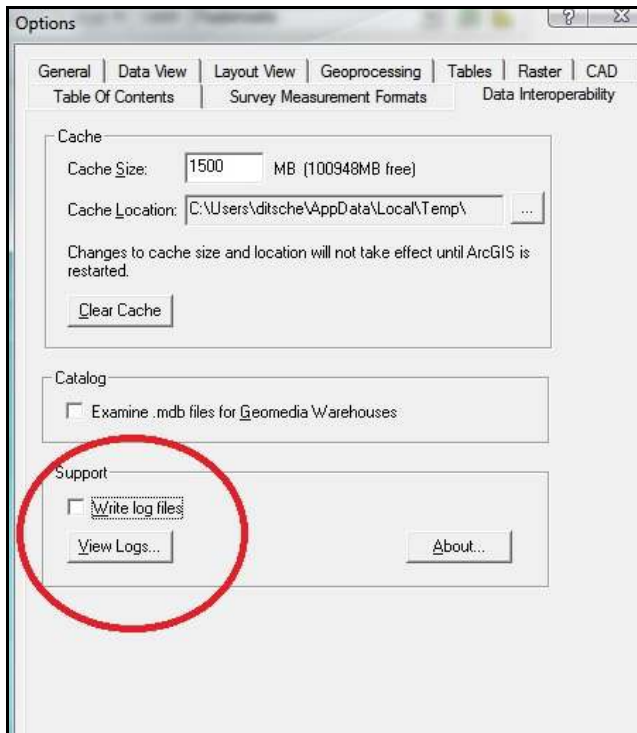 Options
General Data View Layout View Geoprocessing Tables Raster CAD
Table Of Contents Survey Measurement Formats Data Interoperability
Cache
Cache Size: 1500 MB (100948MB free)
Cache Location: C:\Users\ditsche\AppData\Local\Temp\ ...
Changes to cache size and location will not take effect until ArcGIS is
restarted.
Clear Cache
Catalog
Examine .mdb files for Geomedia Warehouses
Support
Write log files
View Logs... About...